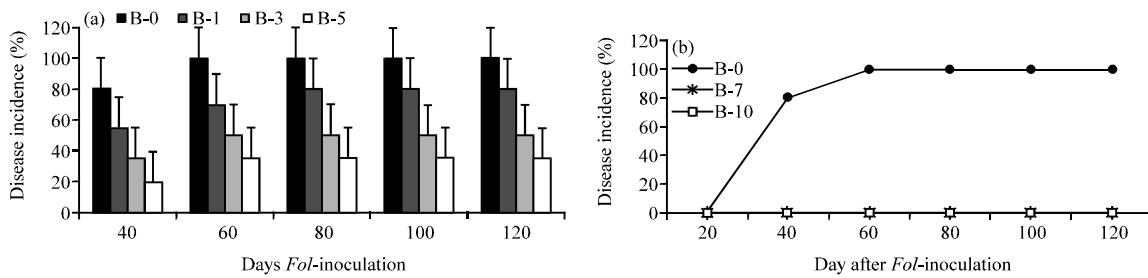 (a) B-0 B-1 B-3 B-5
Disease incidence (%)
120
100
80
60
40
20
0
40 60 80 100 120
Days Fol-inoculation
(b)
B-0
B-7
B-10
Disease incidence (%)
120
100
80
60
40
20
0
20 40 60 80 100 120
Day after Fol-inoculation